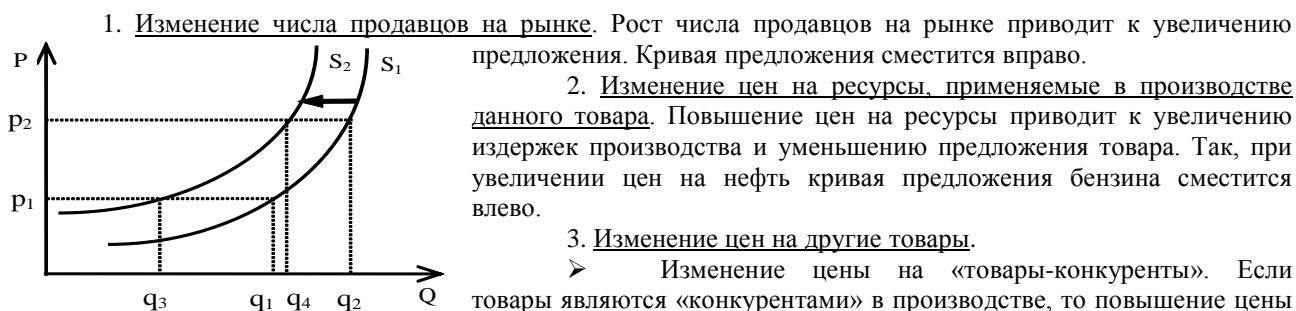 1. Изменение числа продавцов на рынке. Рост числа продавцов на рынке приводит к увеличению
предложения. Кривая предложения сместится вправо.
2. Изменение цен на ресурсы, применяемые в производстве
данного товара. Повышение цен на ресурсы приводит к увеличению
издержек производства и уменьшению предложения товара. Так, при
увеличении цен на нефть кривая предложения бензина сместится
влево.
3. Изменение цен на другие товары.
➢ Изменение цены на «товары-конкуренты». Если
товары являются «конкурентами» в производстве, то повышение цены
P
S₂ S₁
p₂
p₁
q₃ q₁ q₄ q₂ Q